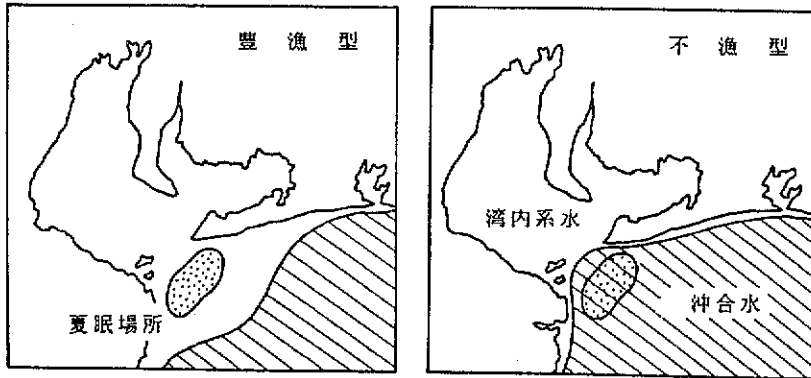 豊漁型
夏眠場所
不漁型
湾内系水
沖合水